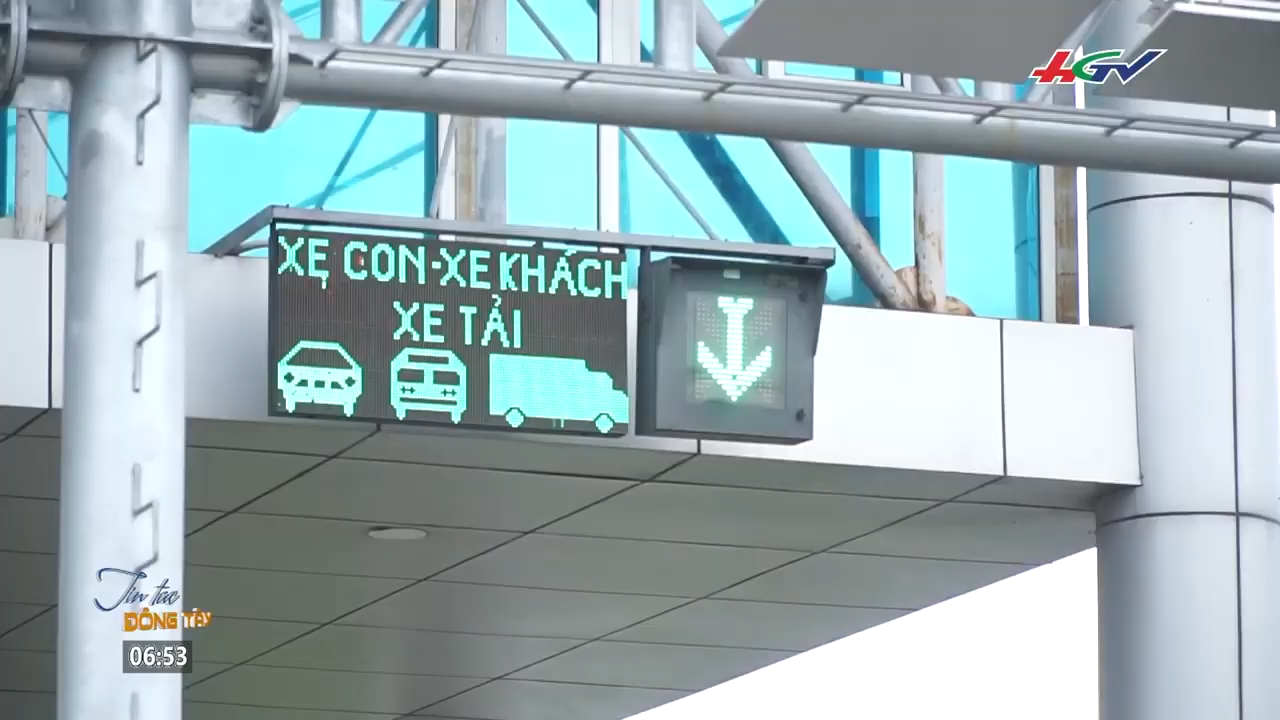 HGV
XE CON-XE KHÁCH
XE TẢI
Tin tức
ĐÔNG TÂY
06:53